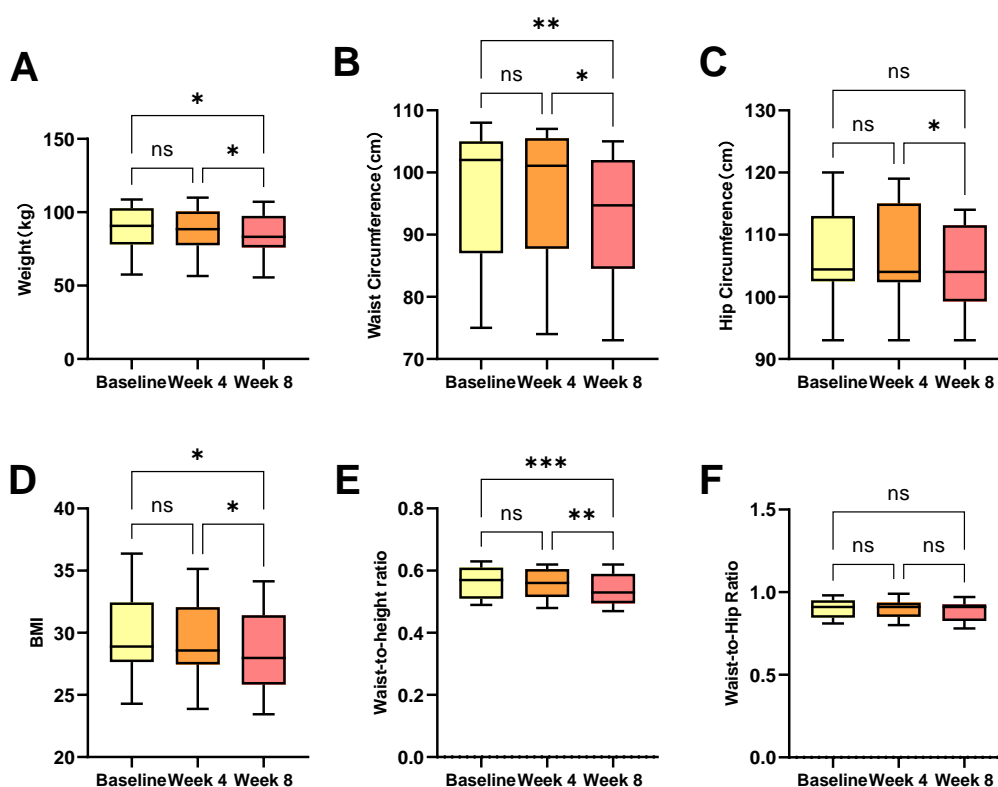 A
Weight(kg)
*
ns
*
150
100
50
0
Baseline Week 4 Week 8
B
Waist Circumference(cm)
**
ns
*
110
100
90
80
70
Baseline Week 4 Week 8
C
Hip Circumference(cm)
ns
ns
*
130
120
110
100
90
Baseline Week 4 Week 8
D
BMI
*
ns
*
40
35
30
25
20
Baseline Week 4 Week 8
E
Waist-to-height ratio
***
ns
**
0.8
0.6
0.4
0.2
0.0
Baseline Week 4 Week 8
F
Waist-to-Hip Ratio
ns
ns
ns
1.5
1.0
0.5
0.0
Baseline Week 4 Week 8